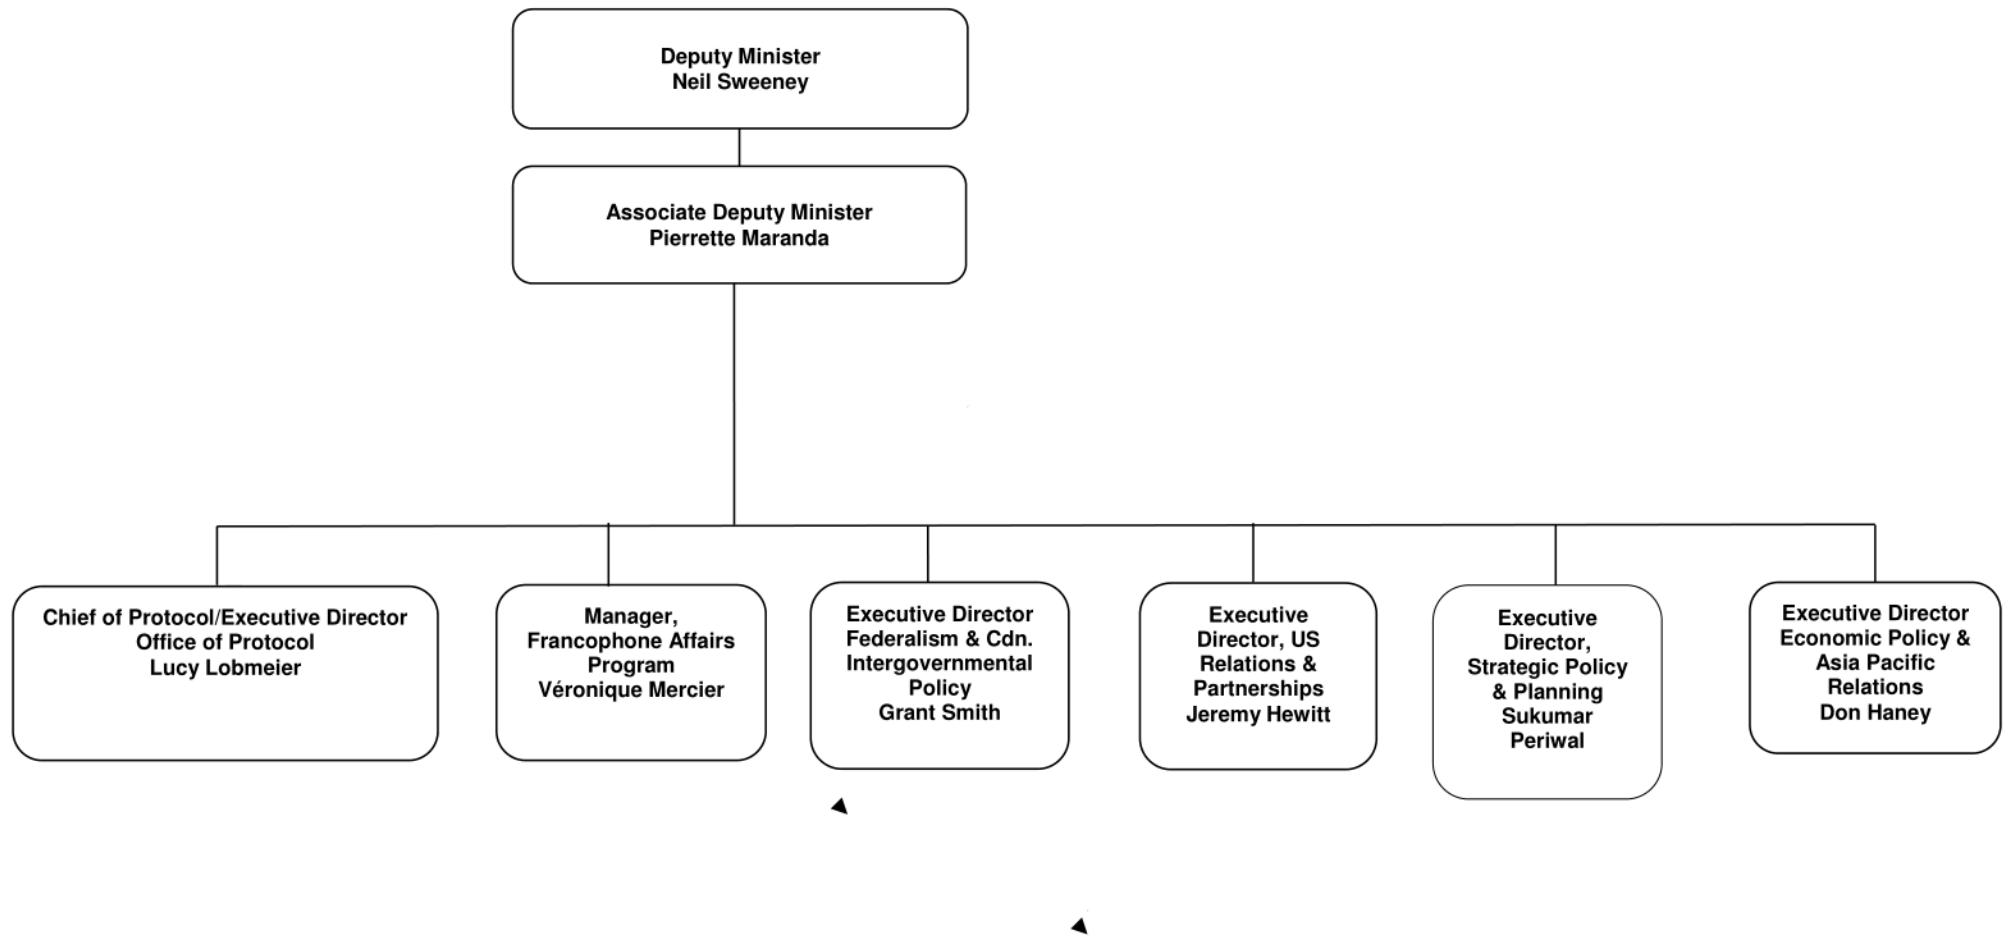 Deputy Minister
Neil Sweeney
Associate Deputy Minister
Pierrette Maranda
Chief of Protocol/Executive Director
Office of Protocol
Lucy Lobmeier
Manager,
Francophone Affairs
Program
Véronique Mercier
Executive Director
Federalism & Cdn.
Intergovernmental
Policy
Grant Smith
Executive
Director, US
Relations &
Partnerships
Jeremy Hewitt
Executive
Director,
Strategic Policy
& Planning
Sukumar
Periwal
Executive Director
Economic Policy &
Asia Pacific
Relations
Don Haney